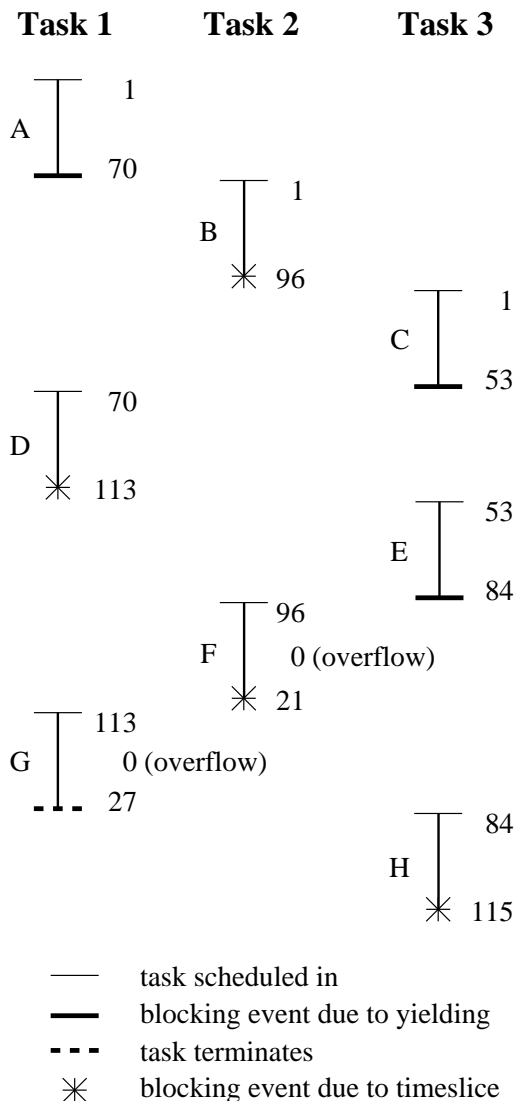 Task 1 Task 2 Task 3
1
A
70
1
B
96
1
C
53
70
D
113
53
E
84
96
F 0 (overflow)
21
113
G 0 (overflow)
27
84
H
115
task scheduled in
blocking event due to yielding
task terminates
blocking event due to timeslice